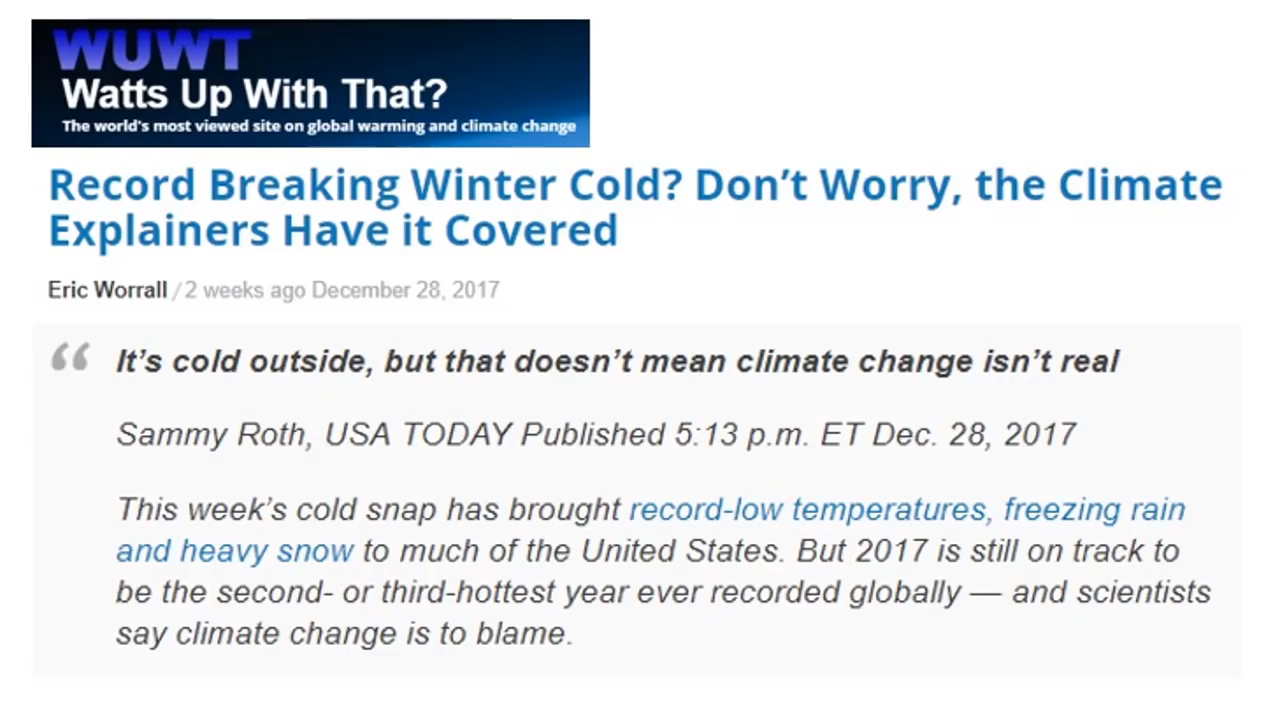 WUWT
Watts Up With That?
The world's most viewed site on global warming and climate change
Record Breaking Winter Cold? Don’t Worry, the Climate
Explainers Have it Covered
Eric Worrall / 2 weeks ago December 28, 2017
“ It’s cold outside, but that doesn’t mean climate change isn’t real
Sammy Roth, USA TODAY Published 5:13 p.m. ET Dec. 28, 2017
This week’s cold snap has brought record-low temperatures, freezing rain
and heavy snow to much of the United States. But 2017 is still on track to
be the second- or third-hottest year ever recorded globally — and scientists
say climate change is to blame.